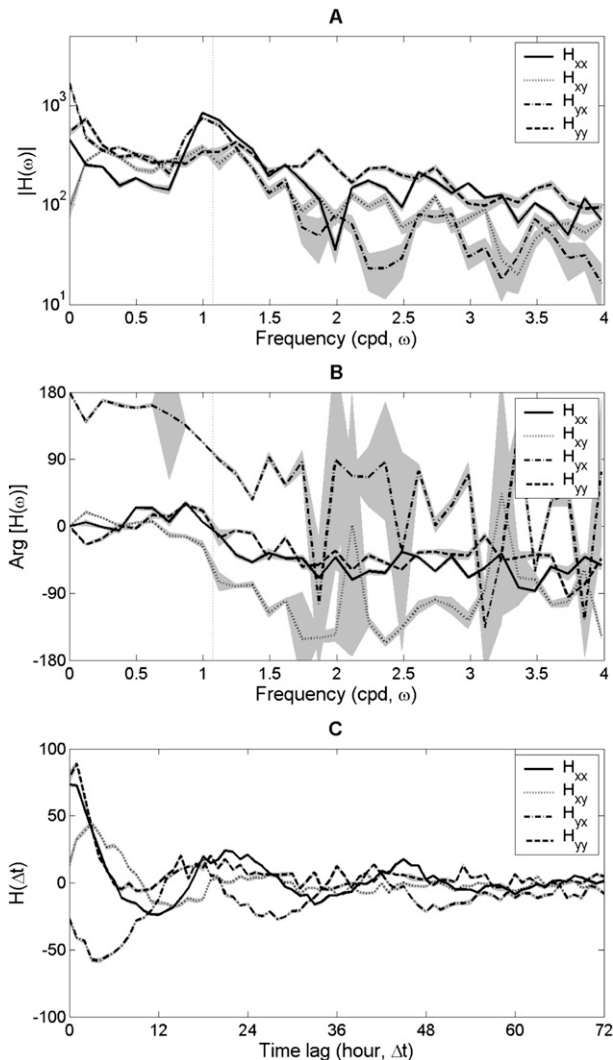 A
|H(ω)|
10³
10²
10¹
H_xx
H_xy
H_yx
H_yy
0 0.5 1 1.5 2 2.5 3 3.5 4
Frequency (cpd, ω)
B
Arg [H(ω)]
180
90
0
-90
-180
H_xx
H_xy
H_yx
H_yy
0 0.5 1 1.5 2 2.5 3 3.5 4
Frequency (cpd, ω)
C
H(Δt)
100
50
0
-50
-100
H_xx
H_xy
H_yx
H_yy
0 12 24 36 48 60 72
Time lag (hour, Δt)